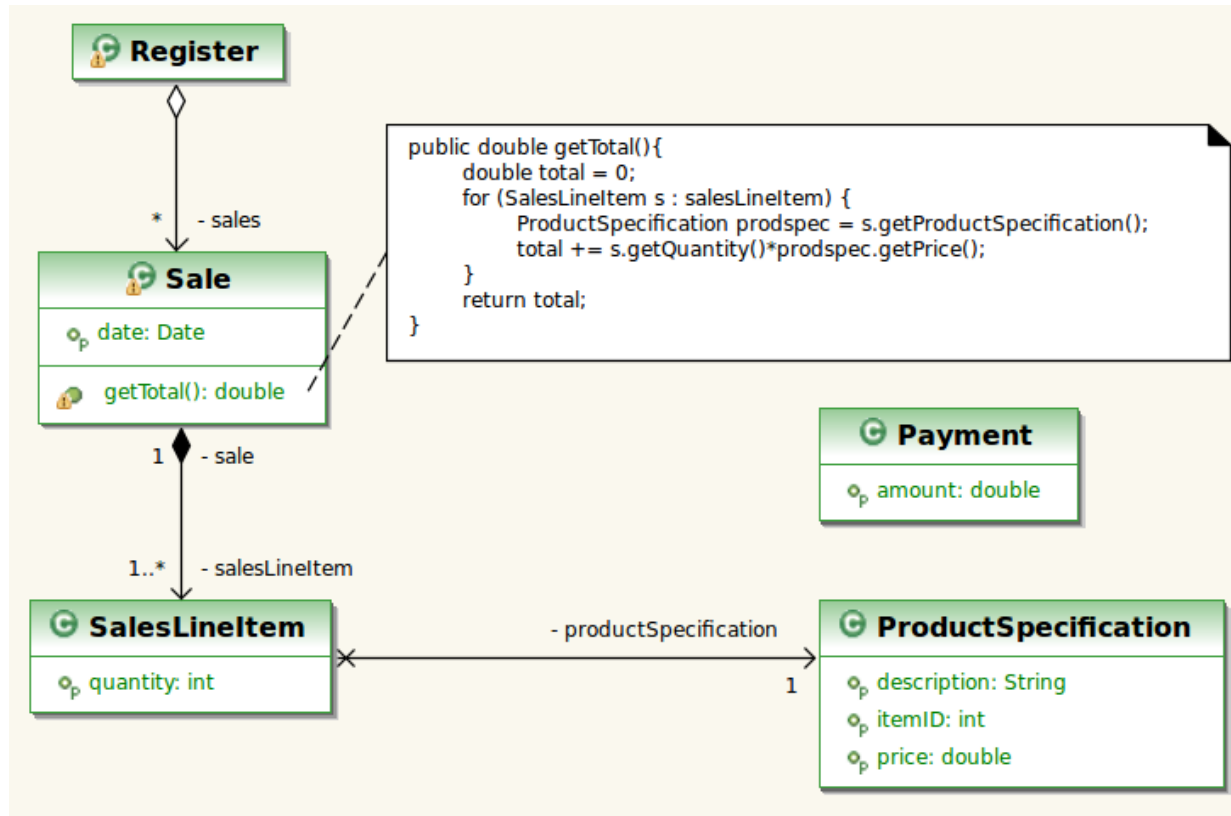 Register
* - sales
public double getTotal(){
double total = 0;
for (SalesLineItem s : salesLineItem) {
ProductSpecification prodspec = s.getProductSpecification();
total += s.getQuantity()*prodspec.getPrice();
}
return total;
}
Sale
date: Date
getTotal(): double
1 - sale
1..* - salesLineItem
Payment
amount: double
SalesLineItem
quantity: int
- productSpecification
1
ProductSpecification
description: String
itemID: int
price: double